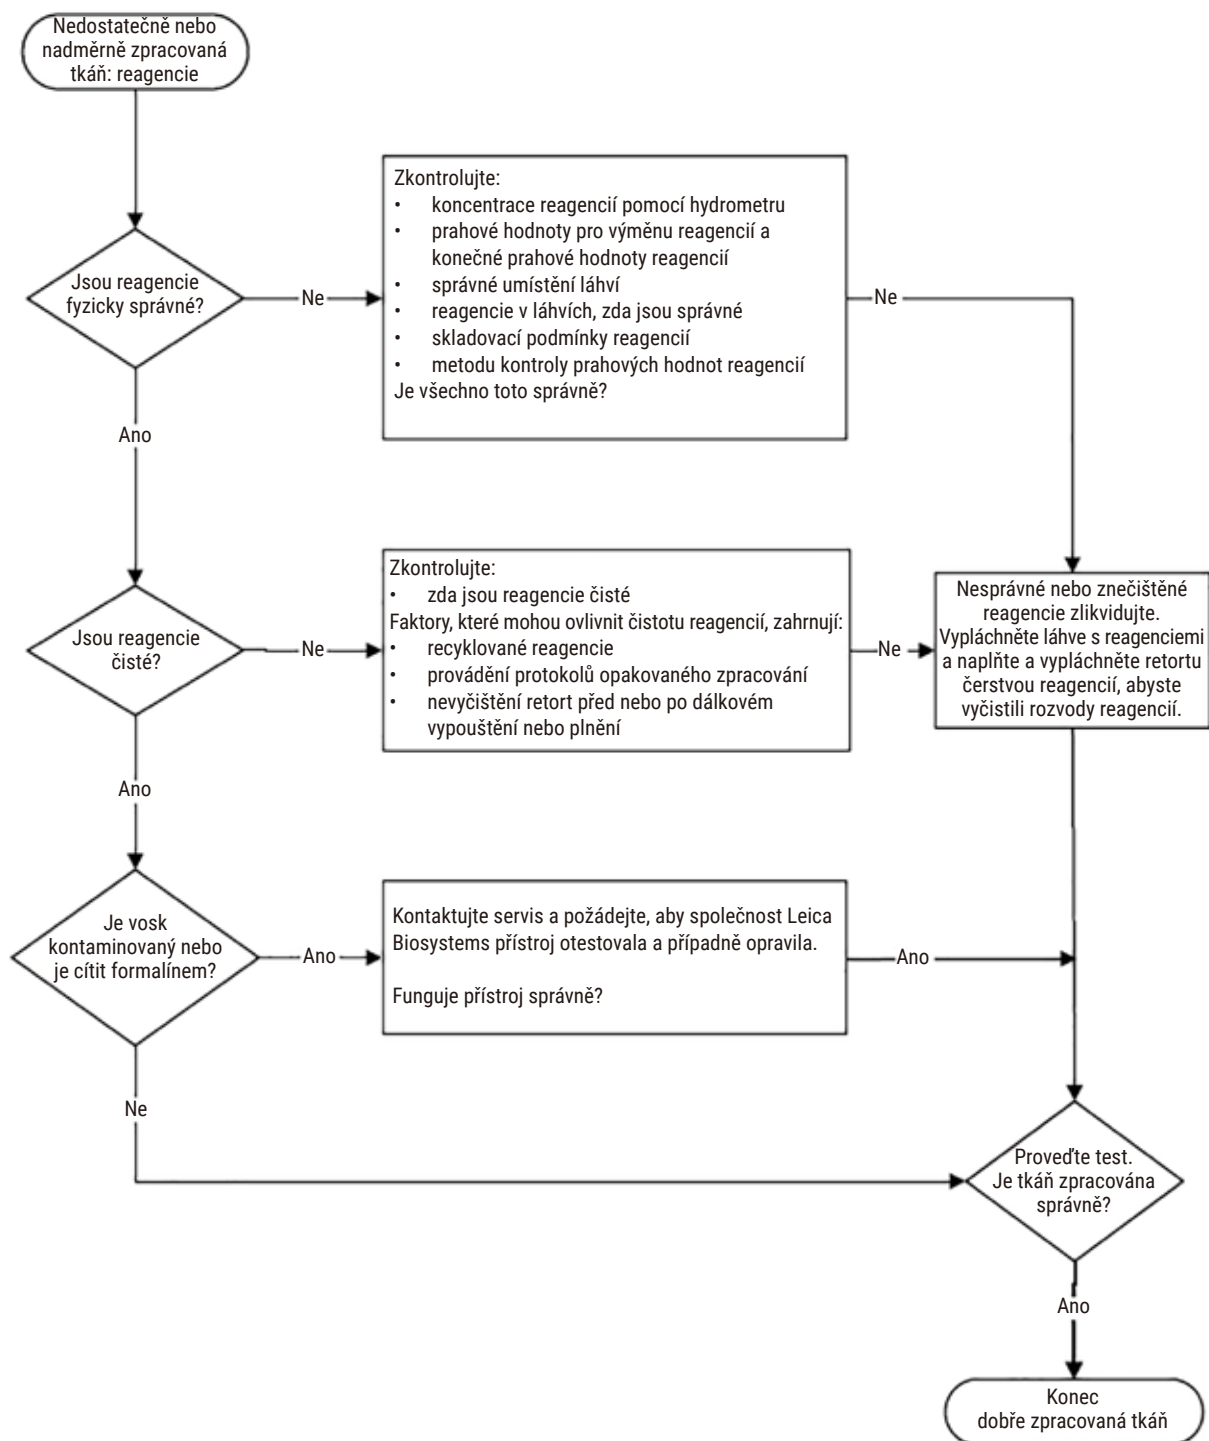 Nedostatečně nebo
nadměrně zpracovaná
tkáň: reagencie
Zkontrolujte:
• koncentrace reagencií pomocí hydrometru
• prahové hodnoty pro výměnu reagencií a
konečné prahové hodnoty reagencií
• správné umístění láhví
• reagencie v láhvích, zda jsou správné
• skladovací podmínky reagencií
• metodu kontroly prahových hodnot reagencií
Je všechno toto správně?
Jsou reagencie
fyzicky správné?
Ne
Ne
Ano
Zkontrolujte:
• zda jsou reagencie čisté
Faktory, které mohou ovlivnit čistotu reagencií, zahrnují:
• recyklované reagencie
• provádění protokolů opakovaného zpracování
• nevyčištění retort před nebo po dálkovém
vypouštění nebo plnění
Jsou reagencie
čisté?
Ne
Ne
Nesprávné nebo znečištěné
reagencie zlikvidujte.
Vypláchněte láhve s reagenciemi
a naplňte a vypláchněte retortu
čerstvou reagencií, abyste
vyčistili rozvody reagencií.
Ano
Je vosk
kontaminovaný nebo
je cítit formalínem?
Ano
Kontaktujte servis a požádejte, aby společnost Leica
Biosystems přístroj otestovala a případně opravila.
Funguje přístroj správně?
Ano
Ne
Proveďte test.
Je tkáň zpracována
správně?
Ano
Konec
dobře zpracovaná tkáň